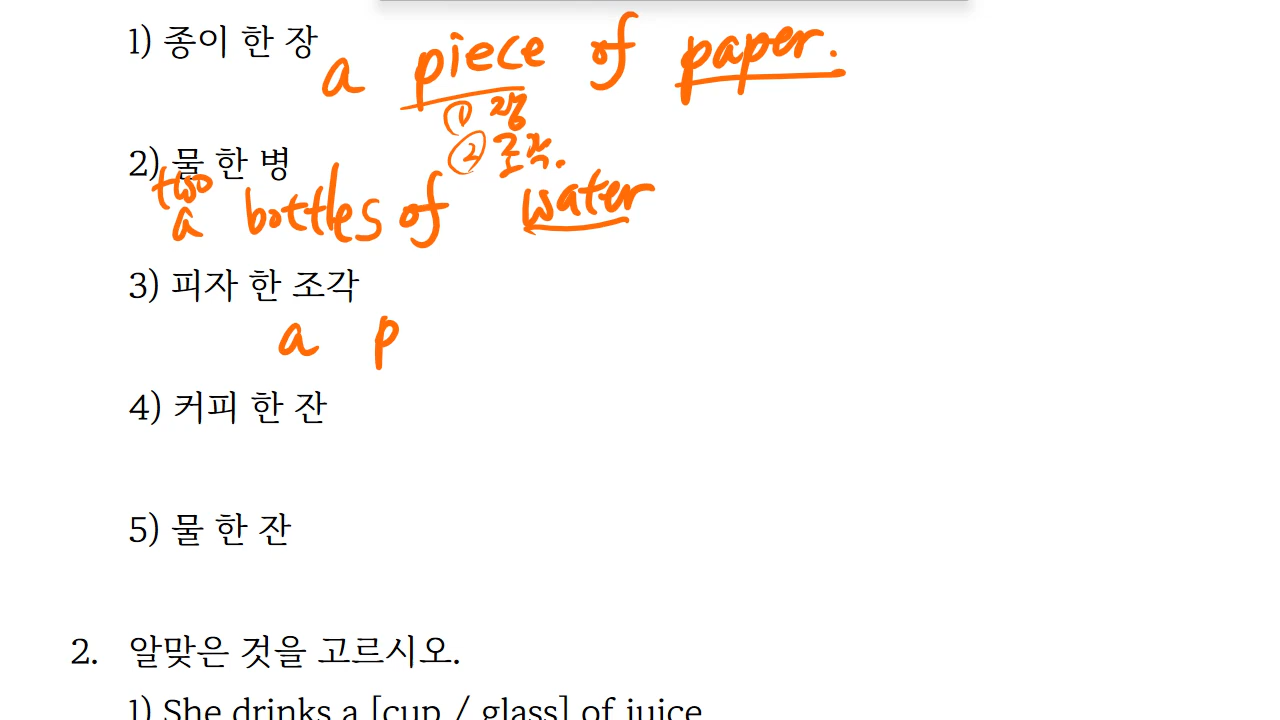 1) 종이 한 장
a piece of paper.
① 장
② 조각.
2) 물 한 병
two
a bottles of water
3) 피자 한 조각
a p
4) 커피 한 잔
5) 물 한 잔
2. 알맞은 것을 고르시오.
1) She drinks a [cup / glass] of juice